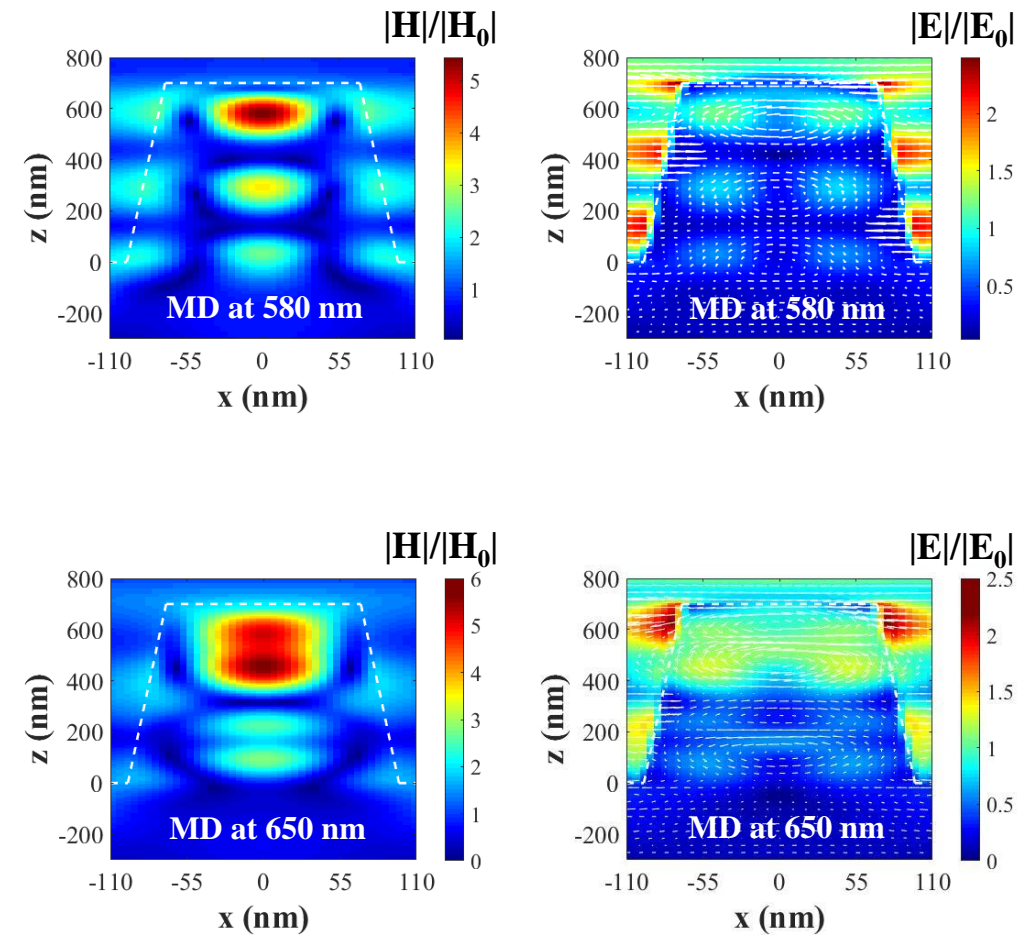 |H|/|H0|
800
600
400
200
0
-200
z (nm)
MD at 580 nm
-110 -55 0 55 110
x (nm)
5
4
3
2
1
|E|/|E0|
800
600
400
200
0
-200
z (nm)
MD at 580 nm
-110 -55 0 55 110
x (nm)
2
1.5
1
0.5
|H|/|H0|
800
600
400
200
0
-200
z (nm)
MD at 650 nm
-110 -55 0 55 110
x (nm)
6
5
4
3
2
1
0
|E|/|E0|
800
600
400
200
0
-200
z (nm)
MD at 650 nm
-110 -55 0 55 110
x (nm)
2.5
2
1.5
1
0.5
0